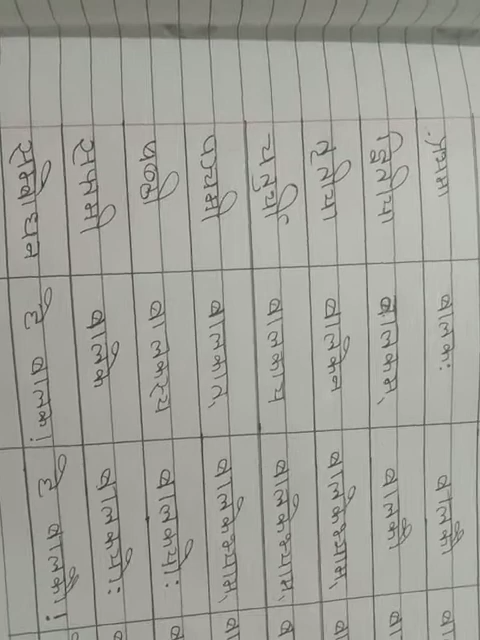 प्रथमा बालक: बालकौ बा
द्वितीया बालकम् बालकौ बा
तृतीया बालकेन बालकेभ्याम् बा
चतुर्थी बालकाय बालकेभ्याम् ब
पञ्चमी बालकात् बालकेभ्याम् बा
षष्ठी बालकस्य बालकयो: ब
सप्तमी बालके बालकयो: ब
सम्बोधन हे बालक! हे बालकौ!